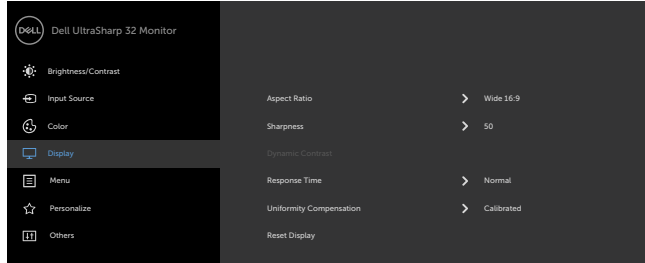 DELL Dell UltraSharp 32 Monitor
Brightness/Contrast
Input Source
Color
Display
Menu
Personalize
Others
Aspect Ratio Wide 16:9
Sharpness 50
Dynamic Contrast
Response Time Normal
Uniformity Compensation Calibrated
Reset Display